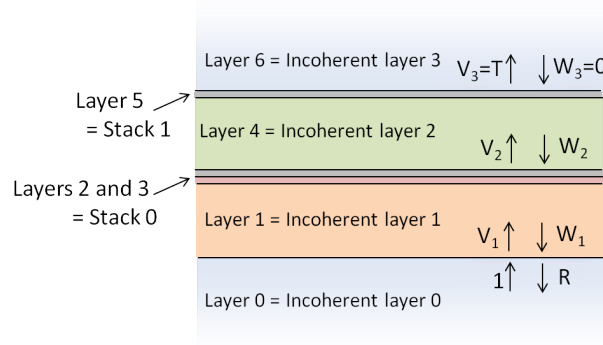 Layer 6 = Incoherent layer 3
V₃=T
W₃=0
Layer 5
= Stack 1
Layer 4 = Incoherent layer 2
V₂
W₂
Layers 2 and 3
= Stack 0
Layer 1 = Incoherent layer 1
V₁
W₁
1
R
Layer 0 = Incoherent layer 0